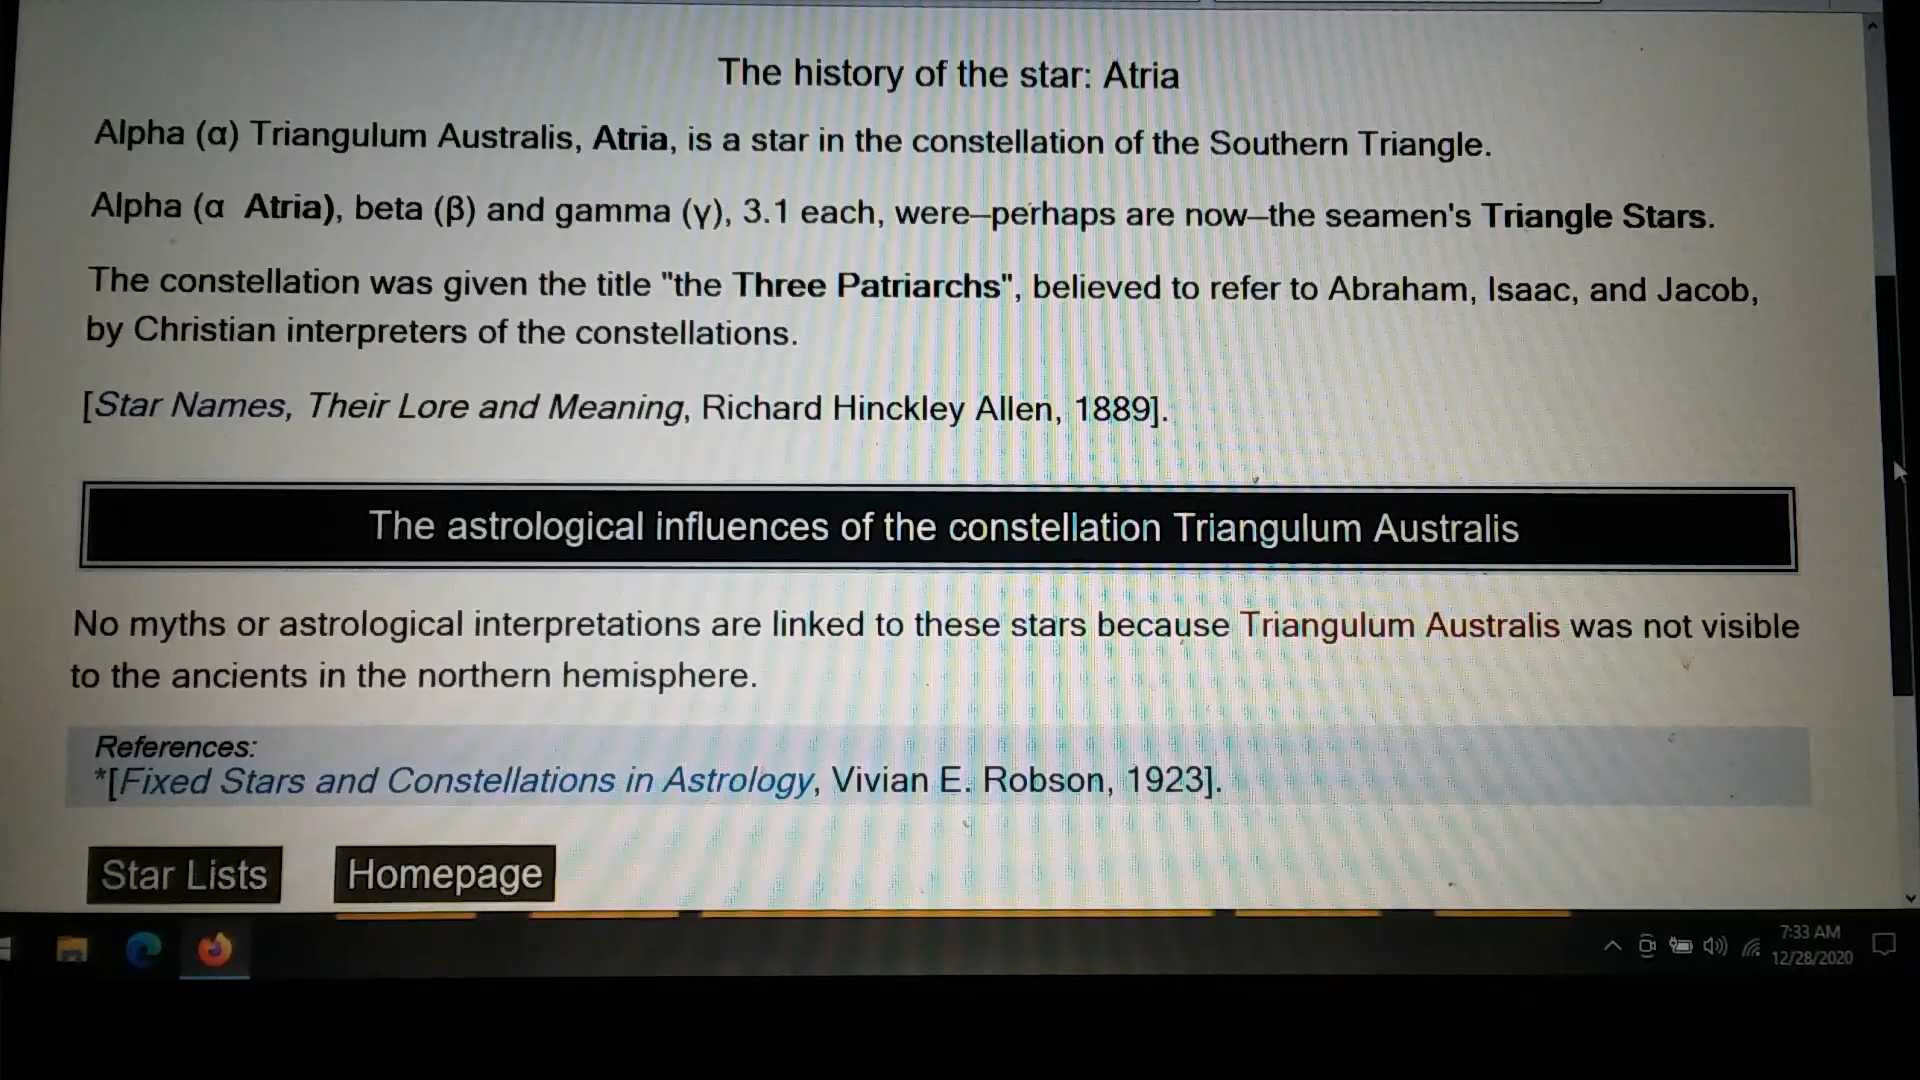 The history of the star: Atria
Alpha (α) Triangulum Australis, Atria, is a star in the constellation of the Southern Triangle.
Alpha (α  Atria), beta (β) and gamma (γ), 3.1 each, were—perhaps are now—the seamen's Triangle Stars.
The constellation was given the title "the Three Patriarchs", believed to refer to Abraham, Isaac, and Jacob,
by Christian interpreters of the constellations.
[Star Names, Their Lore and Meaning, Richard Hinckley Allen, 1889].
The astrological influences of the constellation Triangulum Australis
No myths or astrological interpretations are linked to these stars because Triangulum Australis was not visible
to the ancients in the northern hemisphere.
References:
*[Fixed Stars and Constellations in Astrology, Vivian E. Robson, 1923].
Star Lists Homepage
7:33 AM
12/28/2020